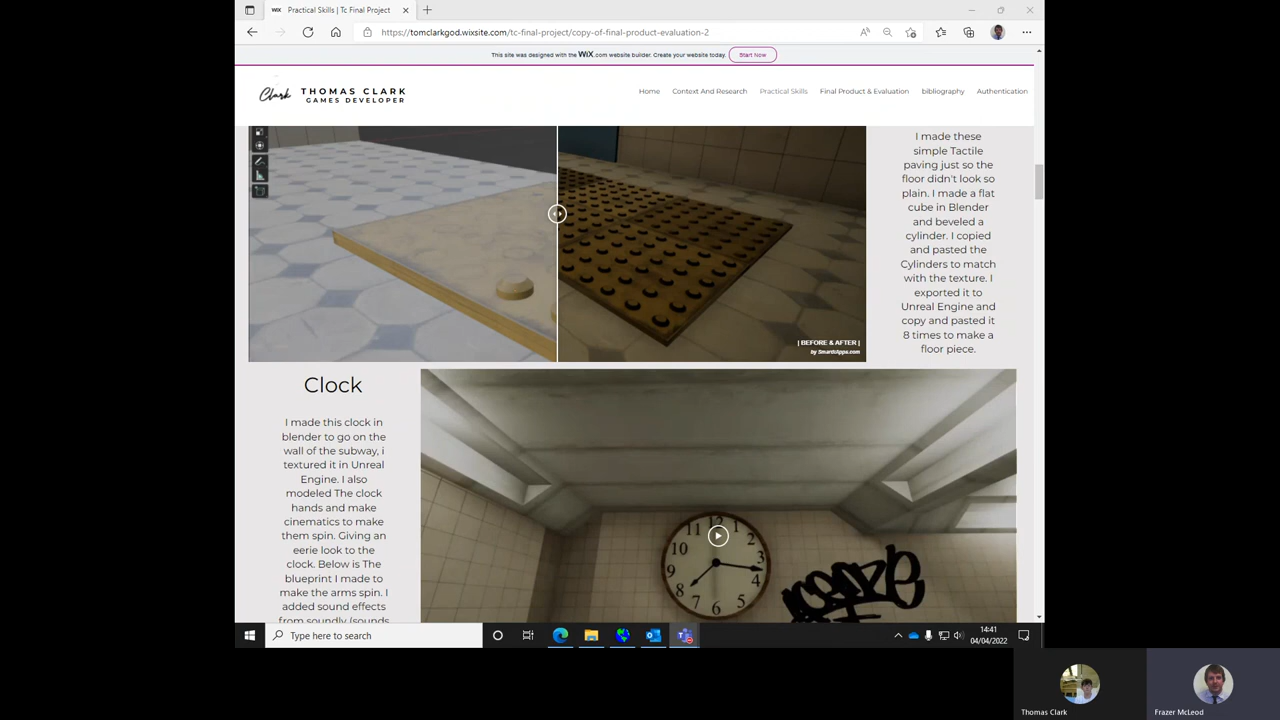 Practical Skills | Tc Final Project
https://tomclarkgod.wixsite.com/tc-final-project/copy-of-final-product-evaluation-2
This site was designed with the WiX.com website builder. Create your website today.
Start Now
Clark
THOMAS CLARK
GAMES DEVELOPER
Home
Context And Research
Practical Skills
Final Product & Evaluation
bibliography
Authentication
| BEFORE & AFTER |
by SmartsApps.com
I made these
simple Tactile
paving just so the
floor didn't look so
plain. I made a flat
cube in Blender
and beveled a
cylinder. I copied
and pasted the
Cylinders to match
with the texture. I
exported it to
Unreal Engine and
copy and pasted it
8 times to make a
floor piece.
Clock
I made this clock in
blender to go on the
wall of the subway, i
textured it in Unreal
Engine. I also
modeled The clock
hands and make
cinematics to make
them spin. Giving an
eerie look to the
clock. Below is The
blueprint I made to
make the arms spin. I
added sound effects
from soundly (sounds
12
1
2
3
4
5
6
7
8
9
10
11
Type here to search
14:41
04/04/2022
Thomas Clark
Frazer McLeod